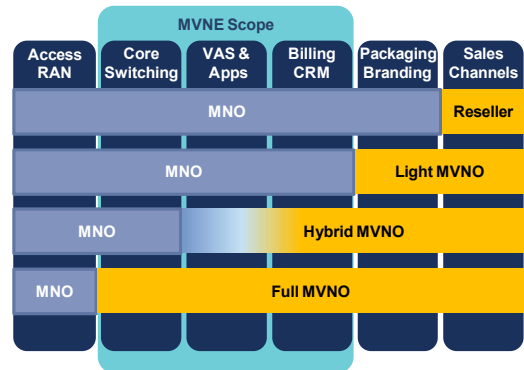 MVNE Scope
Access
RAN
Core
Switching
VAS &
Apps
Billing
CRM
Packaging
Branding
Sales
Channels
MNO
Reseller
MNO
Light MVNO
MNO
Hybrid MVNO
MNO
Full MVNO